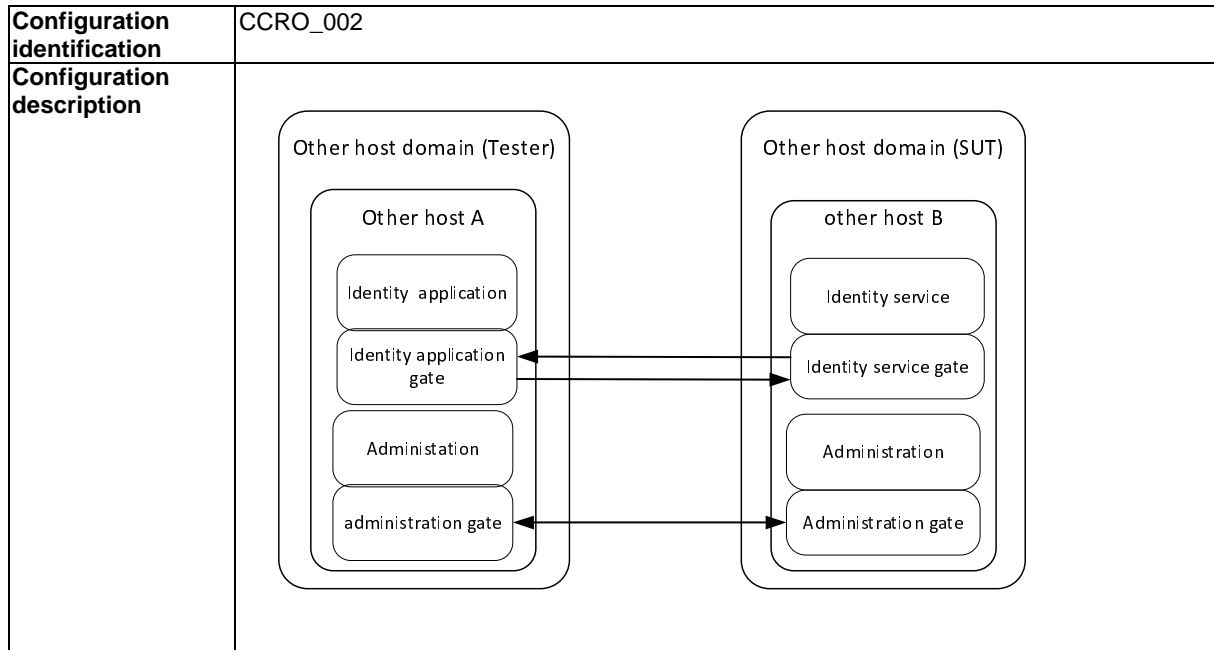 Configuration identification
CCRO_002
Configuration description
Other host domain (Tester)
Other host A
Identity application
Identity application
gate
Administation
administration gate
Other host domain (SUT)
other host B
Identity service
Identity service gate
Administration
Administration gate